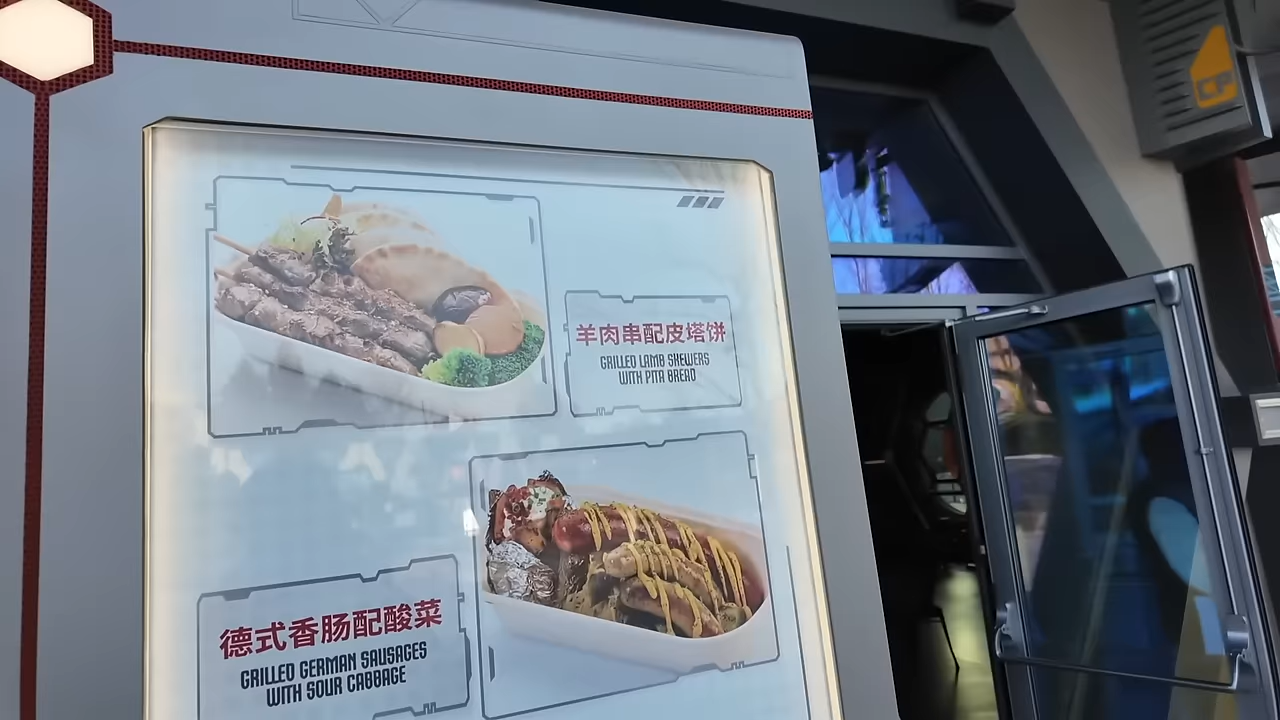 羊肉串配皮塔饼
GRILLED LAMB SKEWERS
WITH PITA BREAD
德式香肠配酸菜
GRILLED GERMAN SAUSAGES
WITH SOUR CABBAGE
CP